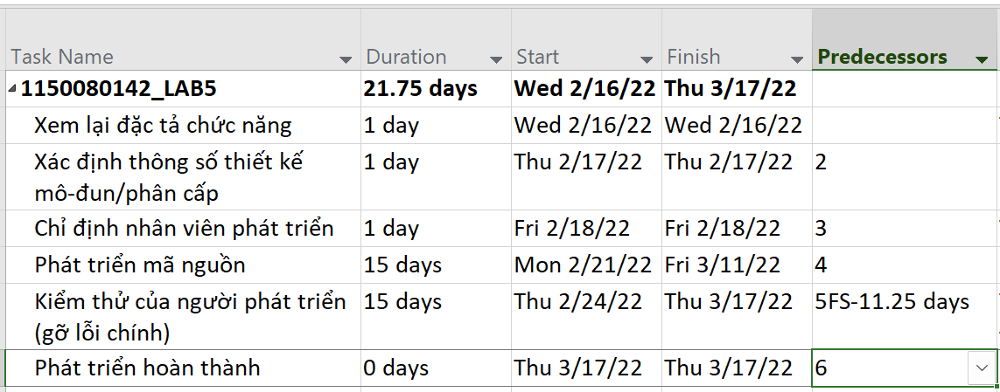 Task Name Duration Start Finish Predecessors
1150080142_LAB5 21.75 days Wed 2/16/22 Thu 3/17/22
Xem lại đặc tả chức năng 1 day Wed 2/16/22 Wed 2/16/22
Xác định thông số thiết kế 1 day Thu 2/17/22 Thu 2/17/22 2
mô-đun/phân cấp
Chỉ định nhân viên phát triển 1 day Fri 2/18/22 Fri 2/18/22 3
Phát triển mã nguồn 15 days Mon 2/21/22 Fri 3/11/22 4
Kiểm thử của người phát triển 15 days Thu 2/24/22 Thu 3/17/22 5FS-11.25 days
(gỡ lỗi chính)
Phát triển hoàn thành 0 days Thu 3/17/22 Thu 3/17/22 6